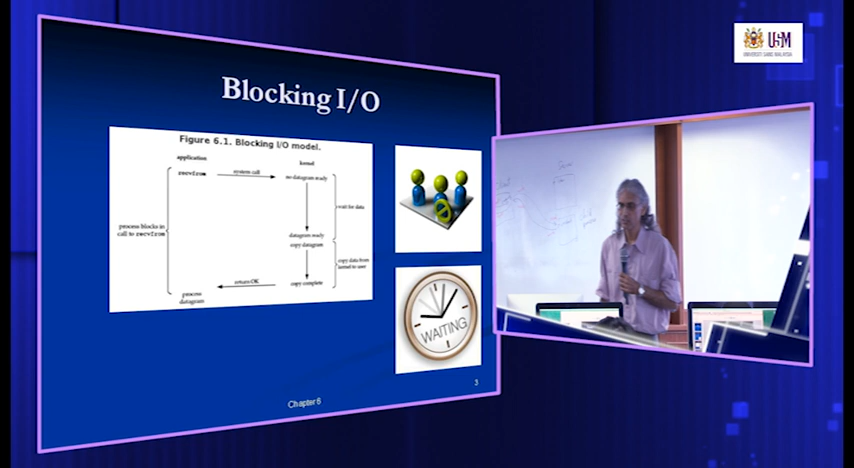 Blocking I/O
Figure 6.1. Blocking I/O model.
application
kernel
recvfrom
system call
no datagram ready
wait for data
process blocks in
call to recvfrom
datagram ready
copy datagram
copy data from
kernel to user
return OK
copy complete
process
datagram
WAITING
3
Chapter 6
USM
UNIVERSITI SAINS MALAYSIA